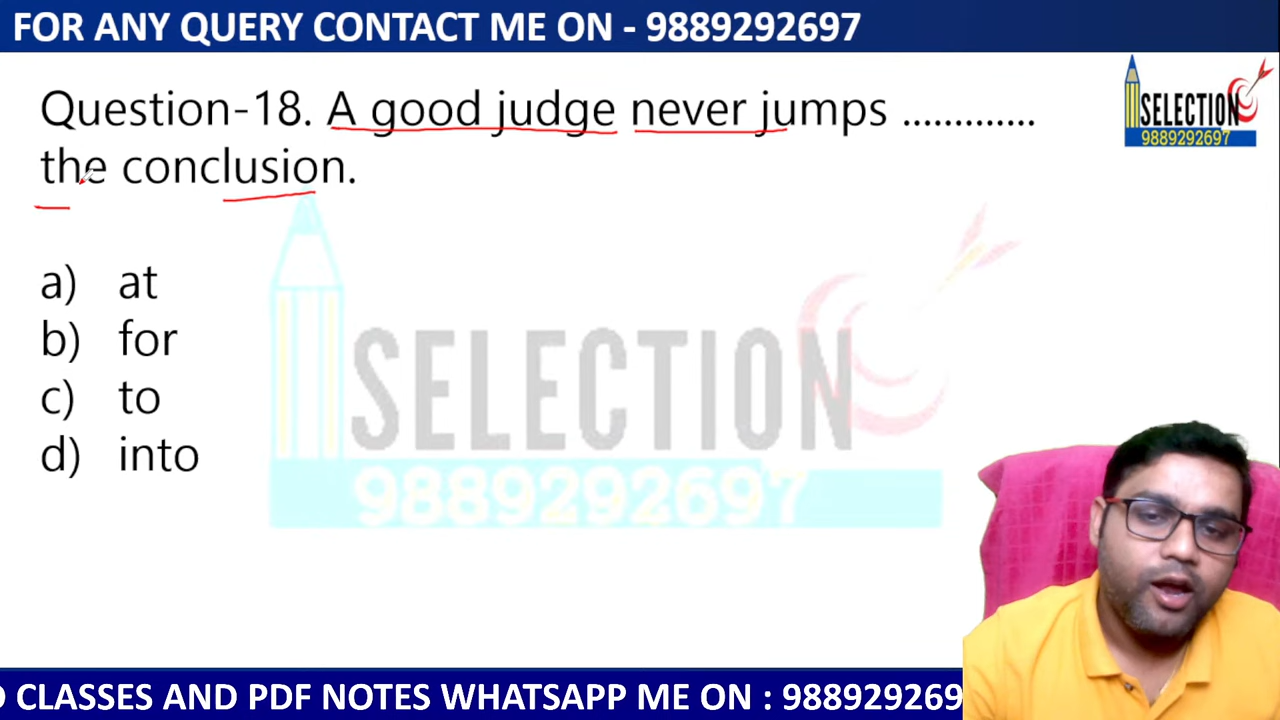 FOR ANY QUERY CONTACT ME ON - 9889292697
Question-18. A good judge never jumps .............
the conclusion.
SELECTION
9889292697
a) at
b) for
c) to
d) into
SELECTION
9889292697
CLASSES AND PDF NOTES WHATSAPP ME ON : 988929269